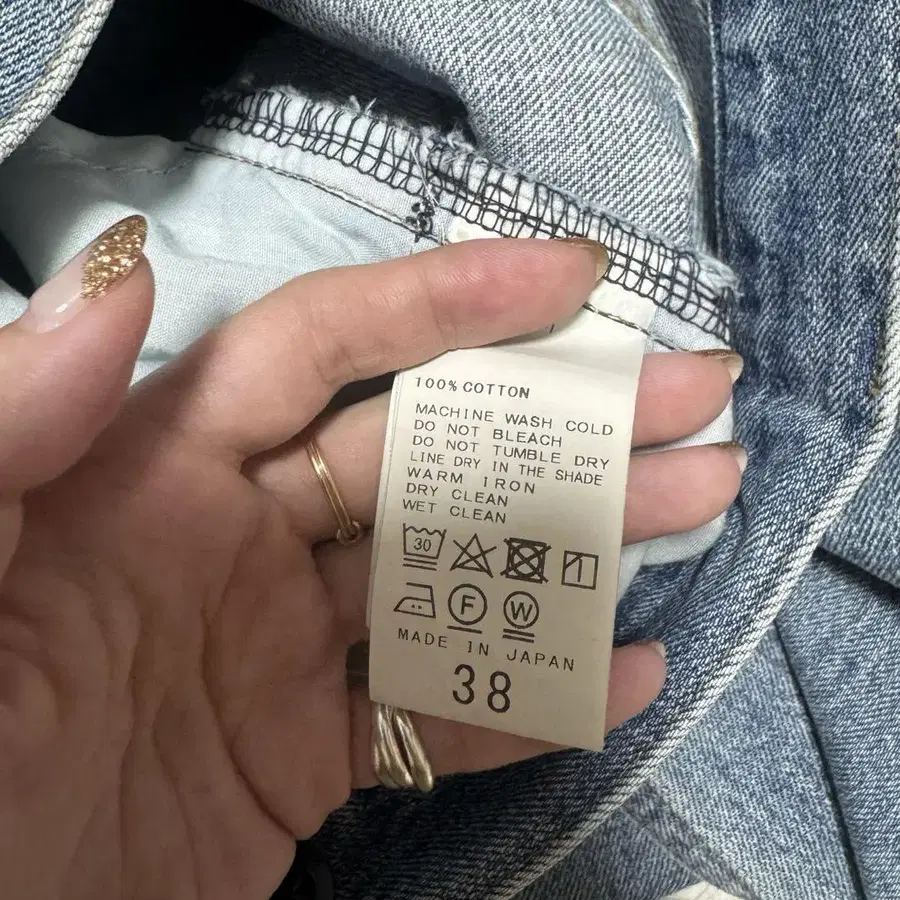 100% COTTON
MACHINE WASH COLD
DO NOT BLEACH
DO NOT TUMBLE DRY
LINE DRY IN THE SHADE
WARM IRON
DRY CLEAN
WET CLEAN
30
F W
MADE IN JAPAN
38